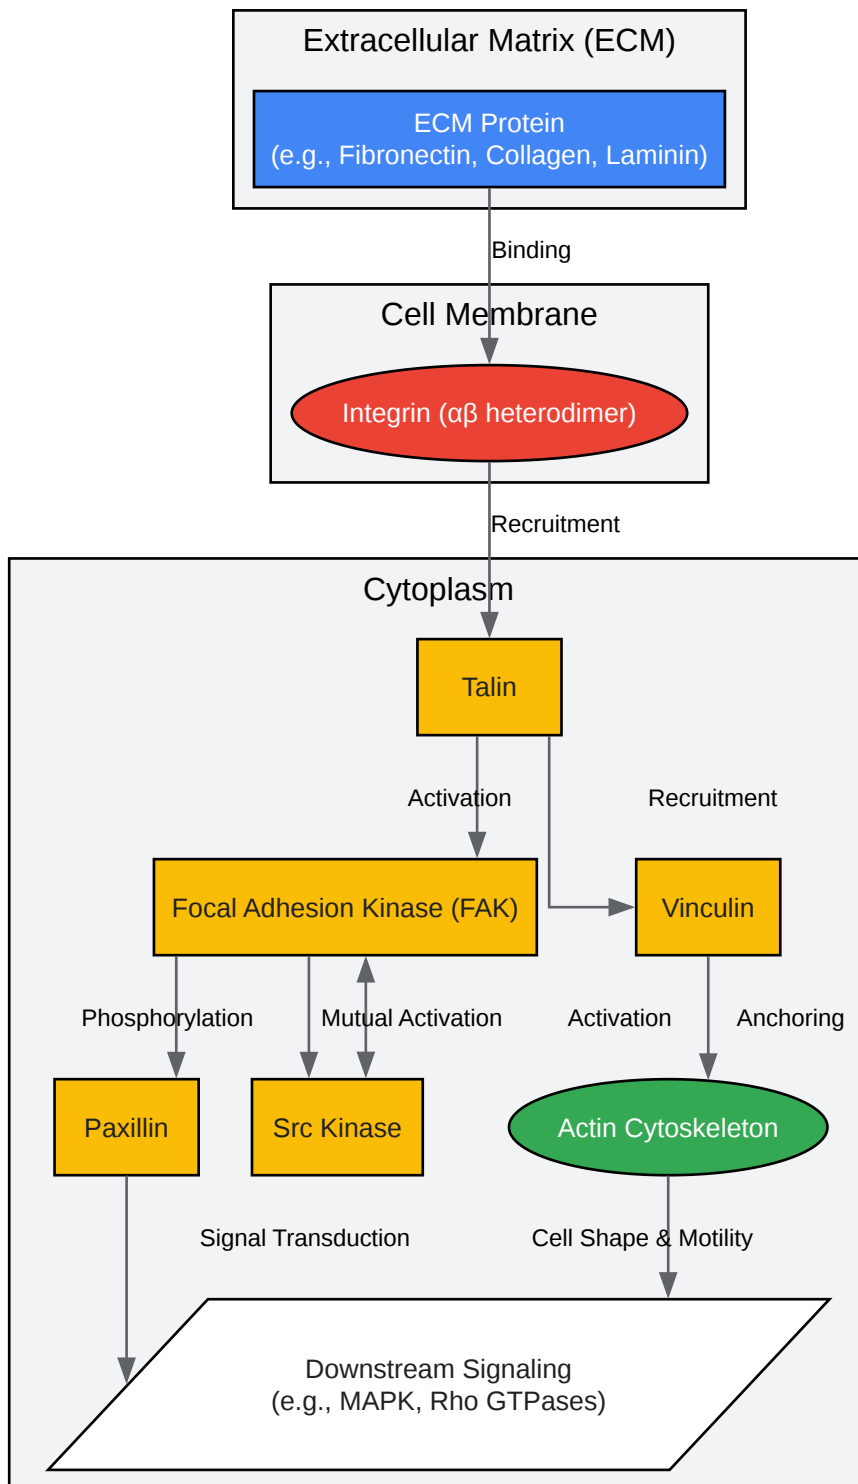 Extracellular Matrix (ECM)
ECM Protein
(e.g., Fibronectin, Collagen, Laminin)
Binding
Cell Membrane
Integrin (αβ heterodimer)
Recruitment
Cytoplasm
Talin
Activation
Recruitment
Focal Adhesion Kinase (FAK)
Vinculin
Phosphorylation
Mutual Activation
Activation
Anchoring
Paxillin
Src Kinase
Actin Cytoskeleton
Signal Transduction
Cell Shape & Motility
Downstream Signaling
(e.g., MAPK, Rho GTPases)